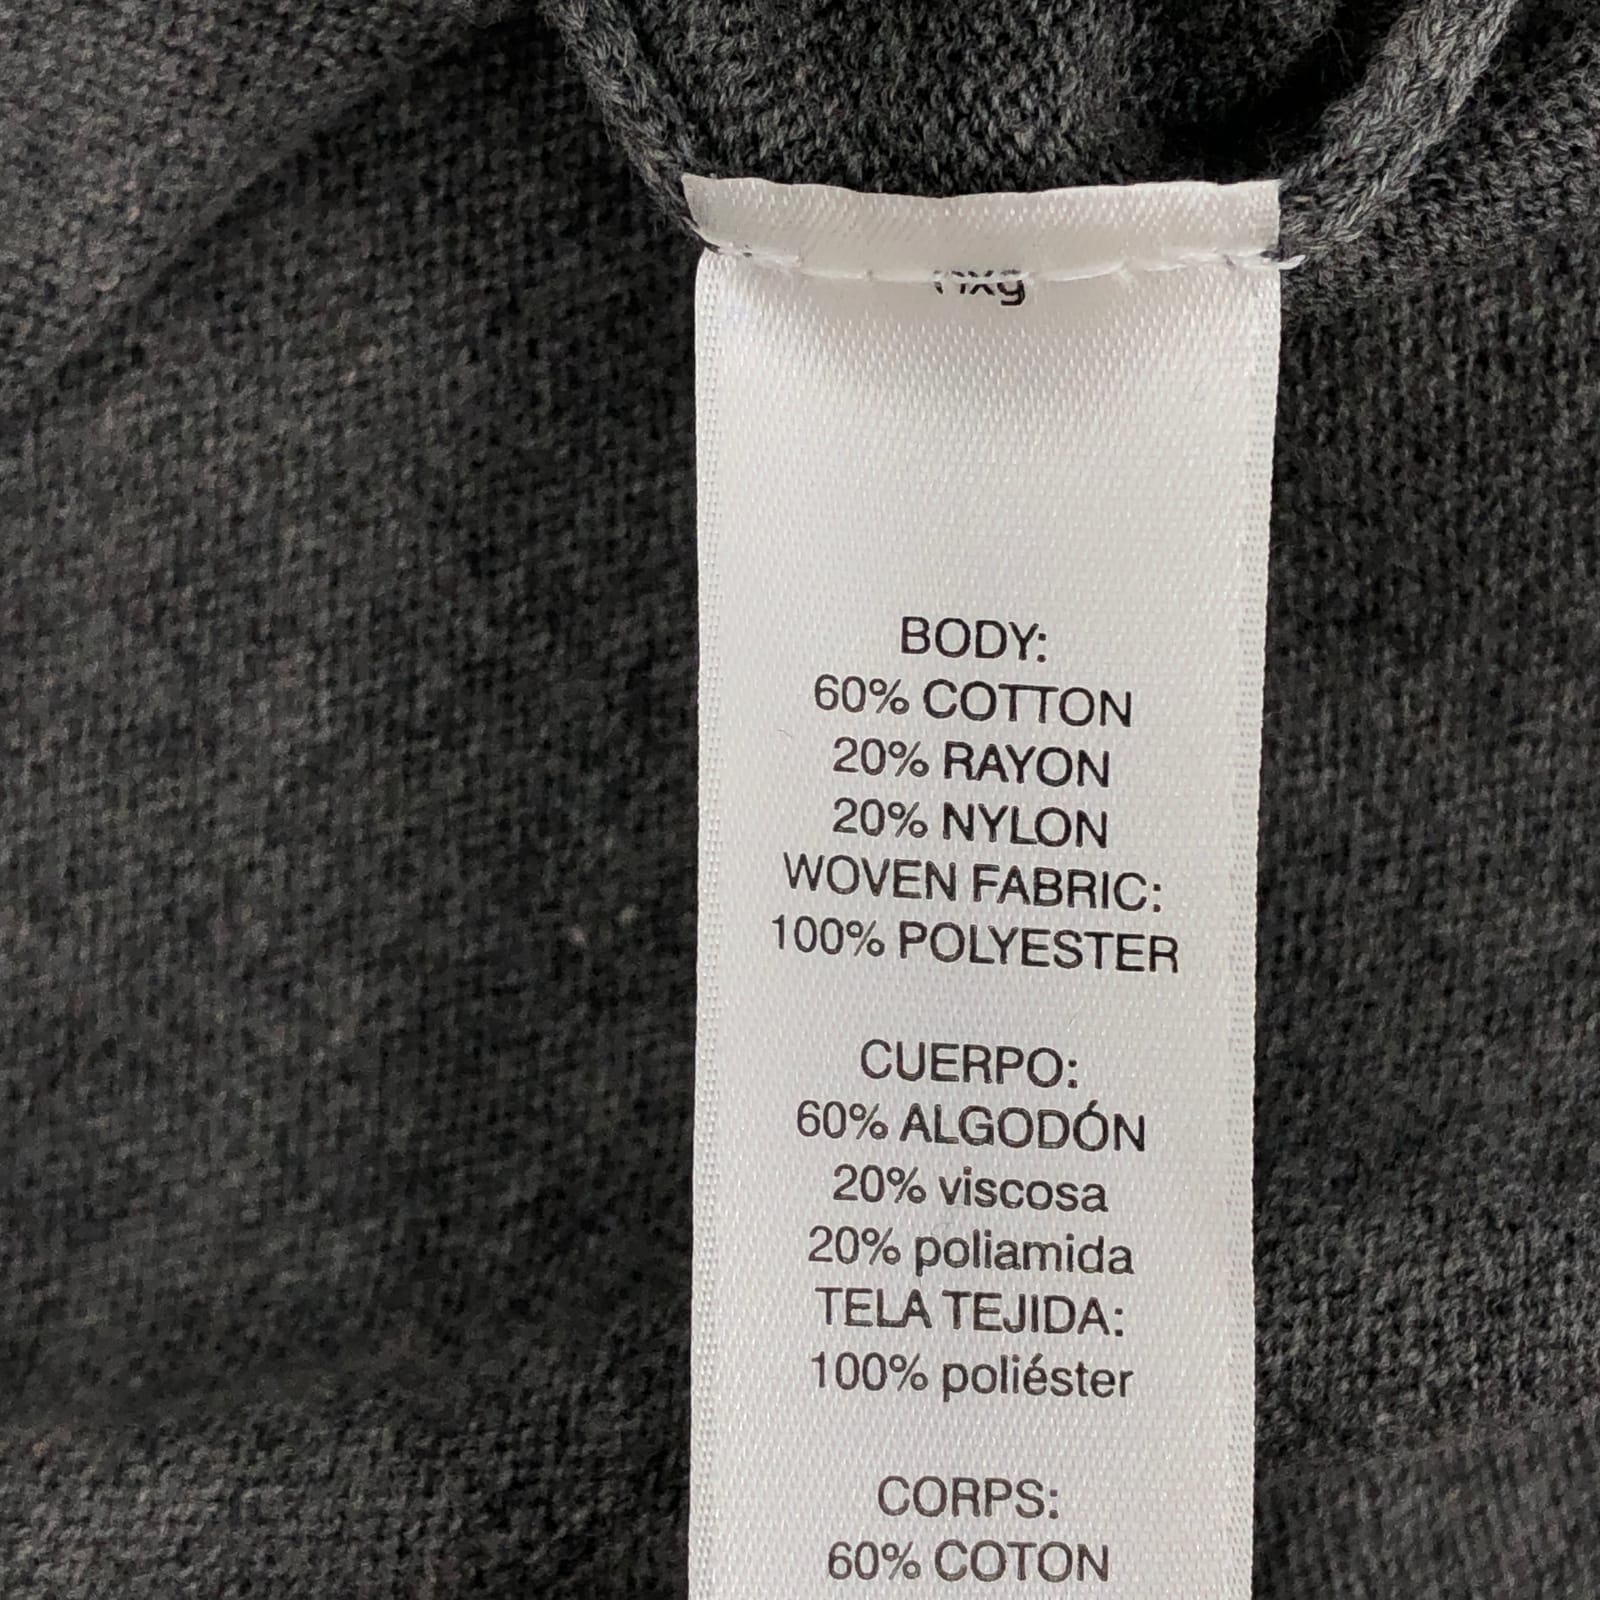 BODY:
60% COTTON
20% RAYON
20% NYLON
WOVEN FABRIC:
100% POLYESTER
CUERPO:
60% ALGODÓN
20% viscosa
20% poliamida
TELA TEJIDA:
100% poliéster
CORPS:
60% COTON